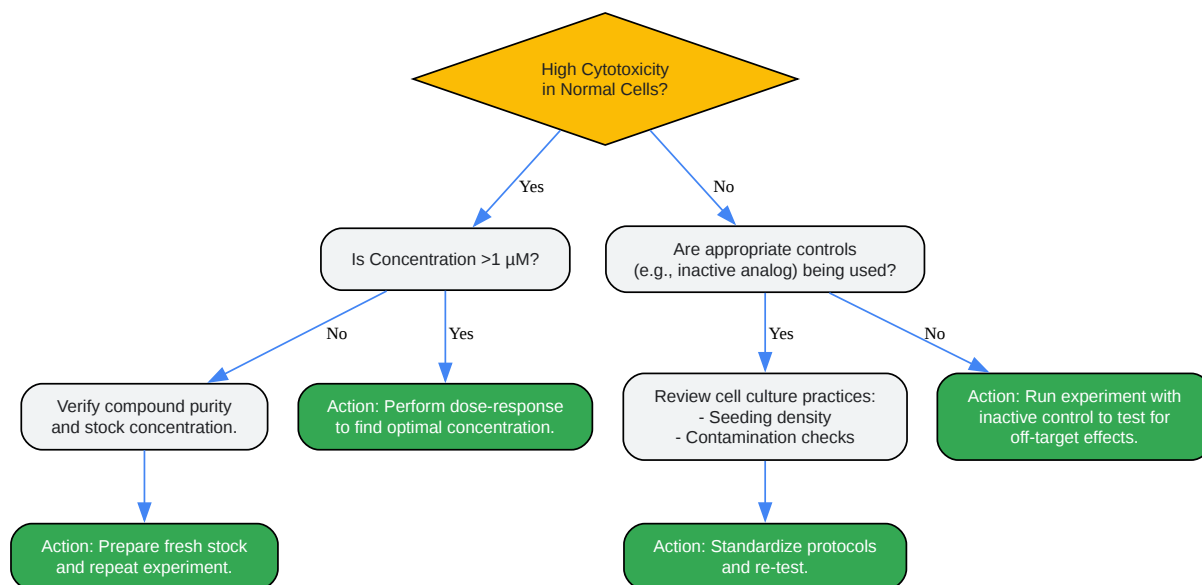 High Cytotoxicity
in Normal Cells?
Yes
No
Is Concentration >1 µM?
Are appropriate controls
(e.g., inactive analog) being used?
No
Yes
Yes
No
Verify compound purity
and stock concentration.
Action: Perform dose-response
to find optimal concentration.
Review cell culture practices:
- Seeding density
- Contamination checks
Action: Run experiment with
inactive control to test for
off-target effects.
Action: Prepare fresh stock
and repeat experiment.
Action: Standardize protocols
and re-test.